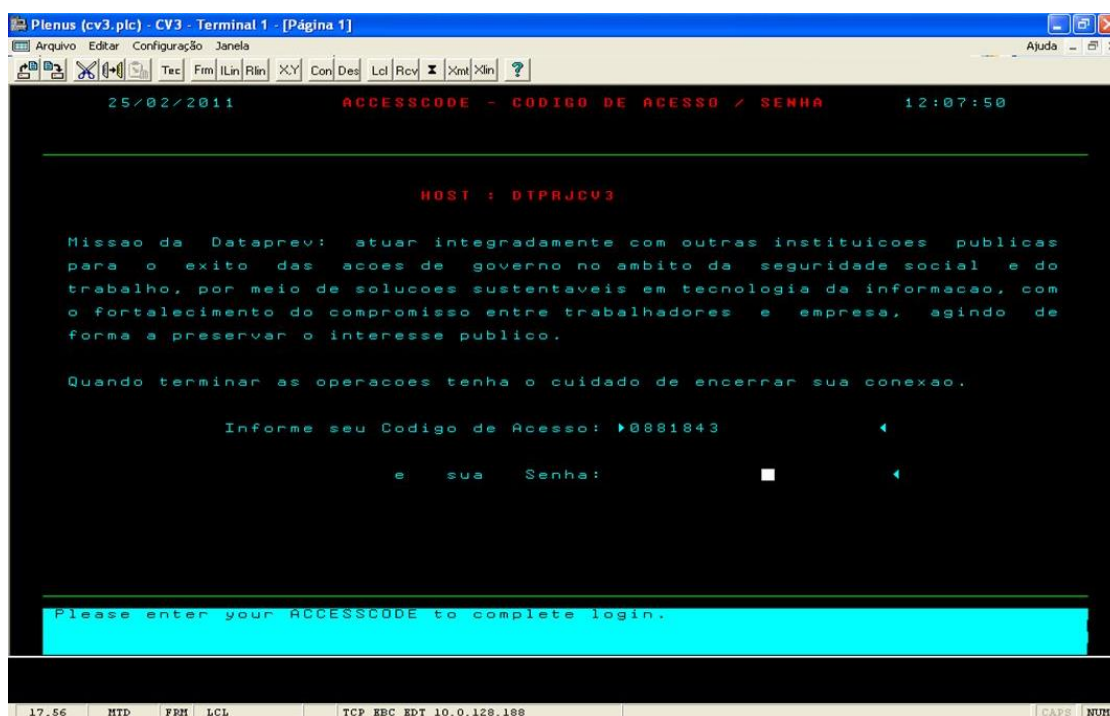 Plenus (cv3.plc) - CV3 - Terminal 1 - [Página 1]
Arquivo Editar Configuração Janela Ajuda
Tec Frm ILin Rlin X,Y Con Des Lcl Rcv Xmt Xlin ?
25/02/2011 ACCESSCODE - CODIGO DE ACESSO / SENHA 12:07:50
HOST : DTPRJCV3
Missao da Dataprev: atuar integradamente com outras instituicoes publicas
para o exito das acoes de governo no ambito da seguridade social e do
trabalho, por meio de solucoes sustentaveis em tecnologia da informacao, com
o fortalecimento do compromisso entre trabalhadores e empresa, agindo de
forma a preservar o interesse publico.
Quando terminar as operacoes tenha o cuidado de encerrar sua conexao.
Informe seu Codigo de Acesso: 0881843
e sua Senha:
Please enter your ACCESSCODE to complete login.
17,56 MTD FRM LCL TCP EBC EDT 10.0.128.188 CAPS NUM